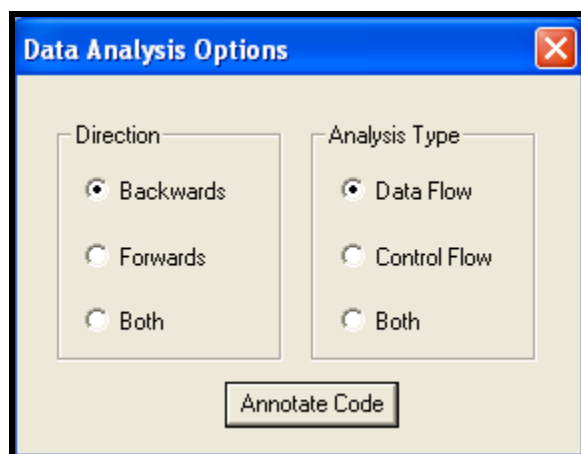 Data Analysis Options
Direction
Backwards
Forwards
Both
Analysis Type
Data Flow
Control Flow
Both
Annotate Code